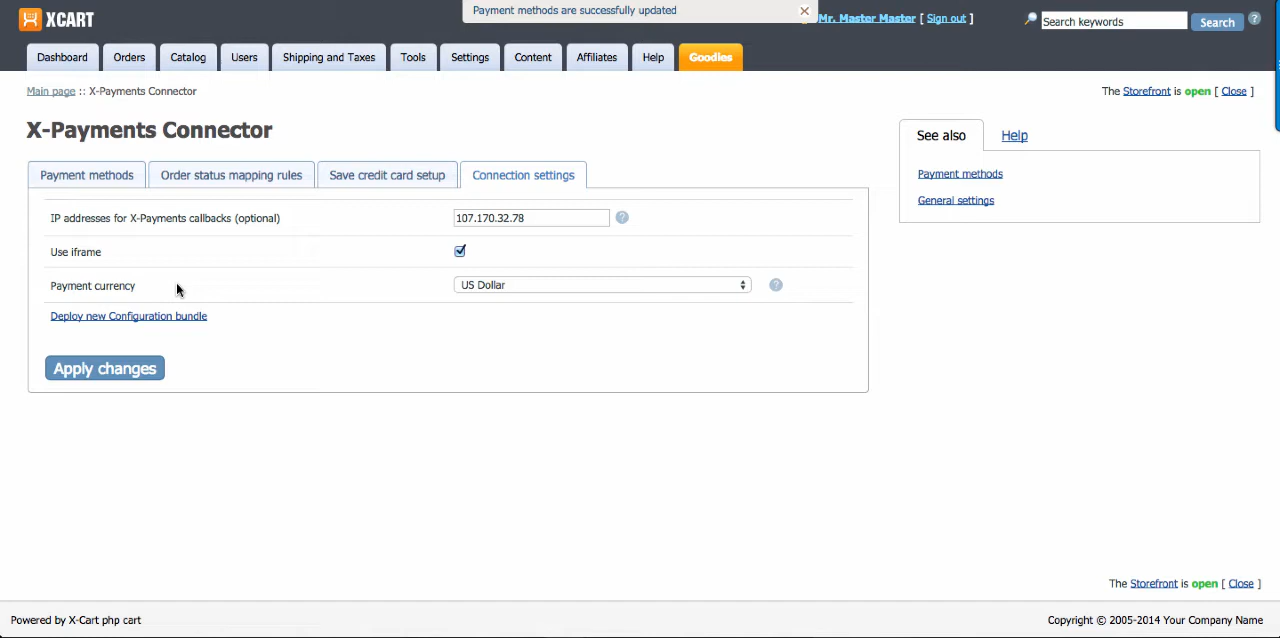 Payment methods are successfully updated
XCART
Mr. Master Master [ Sign out ]
Search keywords
Search
?
Dashboard
Orders
Catalog
Users
Shipping and Taxes
Tools
Settings
Content
Affiliates
Help
Goodies
Main page :: X-Payments Connector
The Storefront is open [ Close ]
X-Payments Connector
See also
Help
Payment methods
General settings
Payment methods
Order status mapping rules
Save credit card setup
Connection settings
IP addresses for X-Payments callbacks (optional)
107.170.32.78
?
Use iframe
Payment currency
US Dollar
?
Deploy new Configuration bundle
Apply changes
The Storefront is open [ Close ]
Powered by X-Cart php cart
Copyright © 2005-2014 Your Company Name